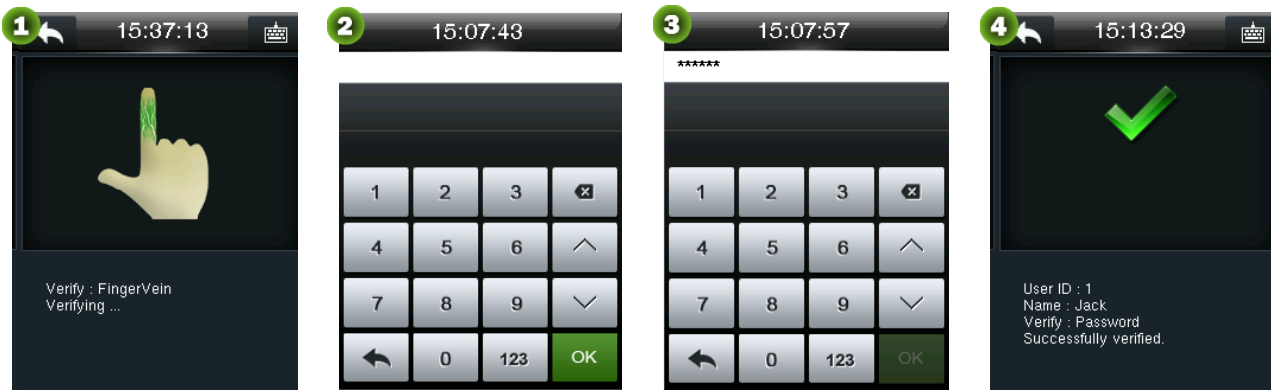 1
15:37:13
Verify : FingerVein
Verifying ...
2
15:07:43
1 2 3
4 5 6
7 8 9
0 123 OK
3
15:07:57
******
1 2 3
4 5 6
7 8 9
0 123 OK
4
15:13:29
User ID : 1
Name : Jack
Verify : Password
Successfully verified.